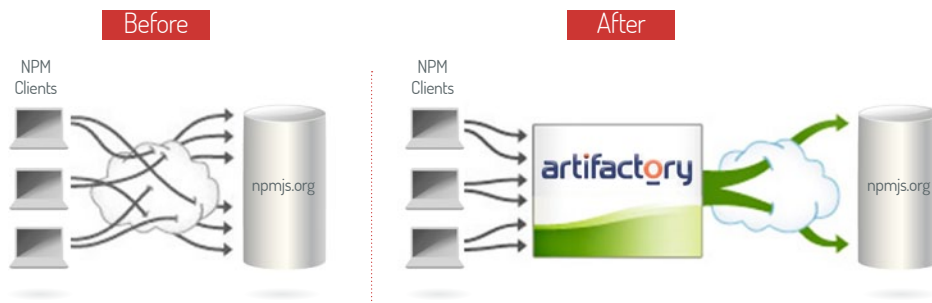 Before
NPM
Clients
npmjs.org
After
NPM
Clients
artifactory
npmjs.org